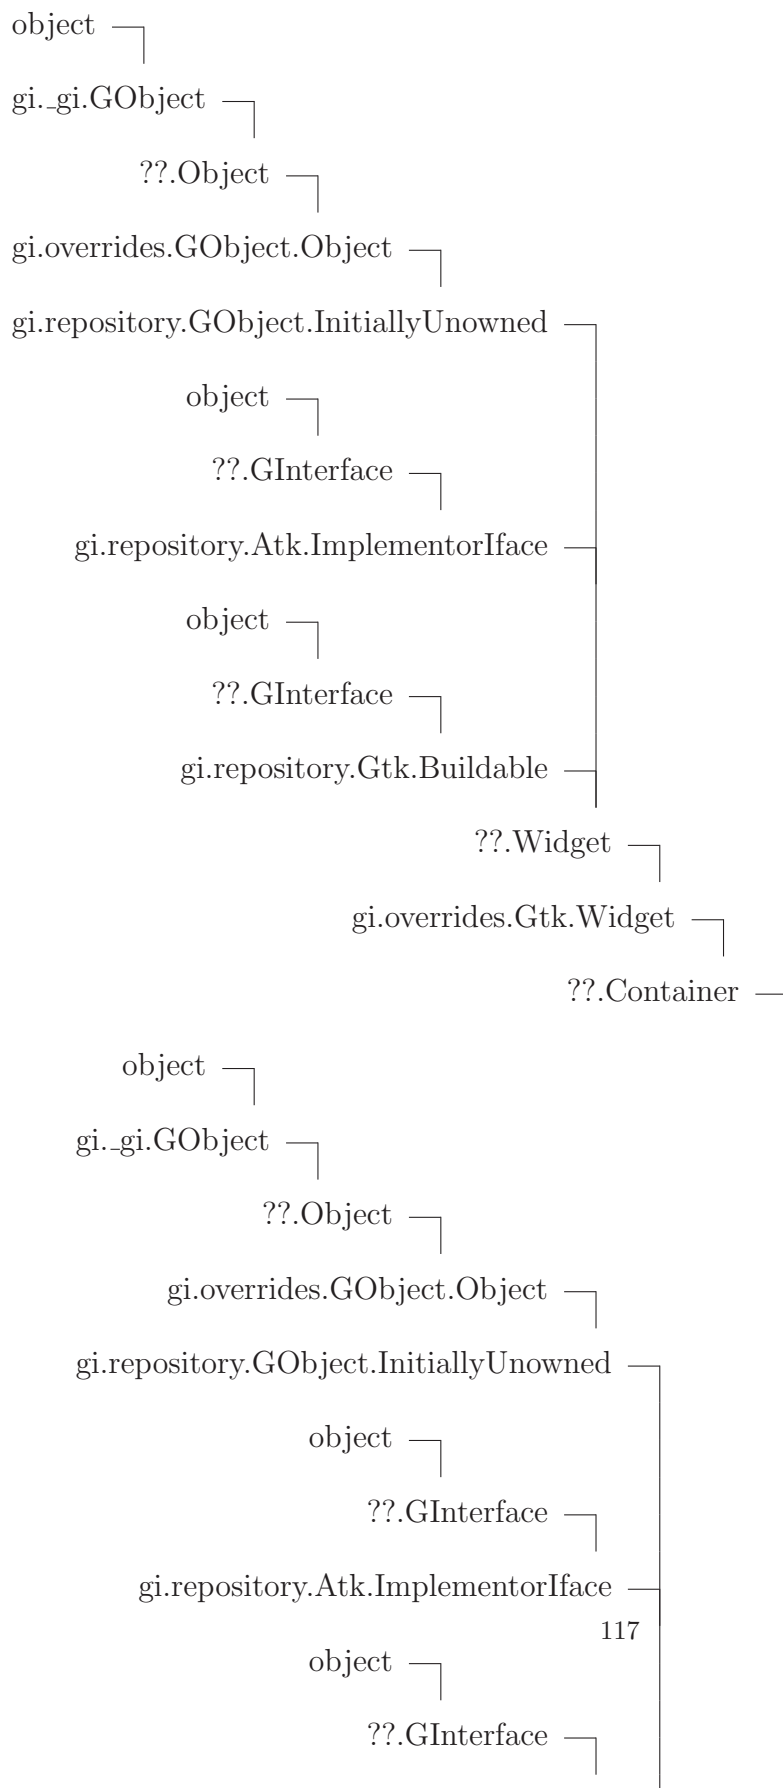 object
gi._gi.GObject
??.Object
gi.overrides.GObject.Object
gi.repository.GObject.InitiallyUnowned
object
??.GInterface
gi.repository.Atk.ImplementorIface
object
??.GInterface
gi.repository.Gtk.Buildable
??.Widget
gi.overrides.Gtk.Widget
??.Container
object
gi._gi.GObject
??.Object
gi.overrides.GObject.Object
gi.repository.GObject.InitiallyUnowned
object
??.GInterface
gi.repository.Atk.ImplementorIface
117
object
??.GInterface